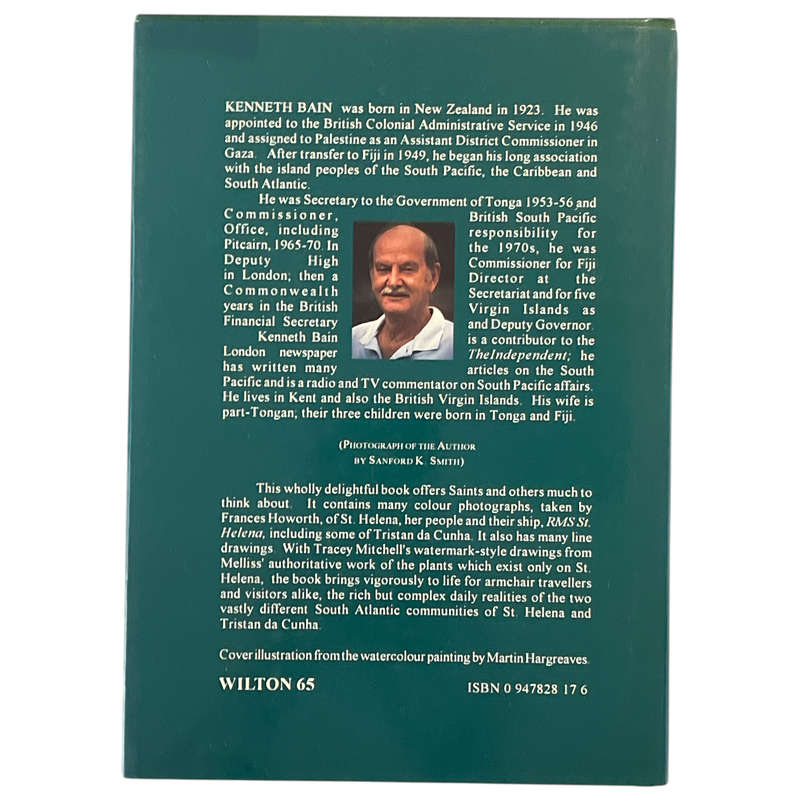 KENNETH BAIN was born in New Zealand in 1923. He was
appointed to the British Colonial Administrative Service in 1946
and assigned to Palestine as an Assistant District Commissioner in
Gaza. After transfer to Fiji in 1949, he began his long association
with the island peoples of the South Pacific, the Caribbean and
South Atlantic.
He was Secretary to the Government of Tonga 1953-56 and
Commissioner, British South Pacific
Office, including responsibility for
Pitcairn, 1965-70. In the 1970s, he was
Deputy High Commissioner for Fiji
in London; then a Director at the
Commonwealth Secretariat and for five
years in the British Virgin Islands as
Financial Secretary and Deputy Governor.
Kenneth Bain is a contributor to the
London newspaper The Independent; he
has written many articles on the South
Pacific and is a radio and TV commentator on South Pacific affairs.
He lives in Kent and also the British Virgin Islands. His wife is
part-Tongan; their three children were born in Tonga and Fiji.
(PHOTOGRAPH OF THE AUTHOR
BY SANFORD K. SMITH)
This wholly delightful book offers Saints and others much to
think about. It contains many colour photographs, taken by
Frances Howorth, of St. Helena, her people and their ship, RMS St.
Helena, including some of Tristan da Cunha. It also has many line
drawings. With Tracey Mitchell's watermark-style drawings from
Melliss' authoritative work of the plants which exist only on St.
Helena, the book brings vigorously to life for armchair travellers
and visitors alike, the rich but complex daily realities of the two
vastly different South Atlantic communities of St. Helena and
Tristan da Cunha.
Cover illustration from the watercolour painting by Martin Hargreaves.
WILTON 65 ISBN 0 947828 17 6